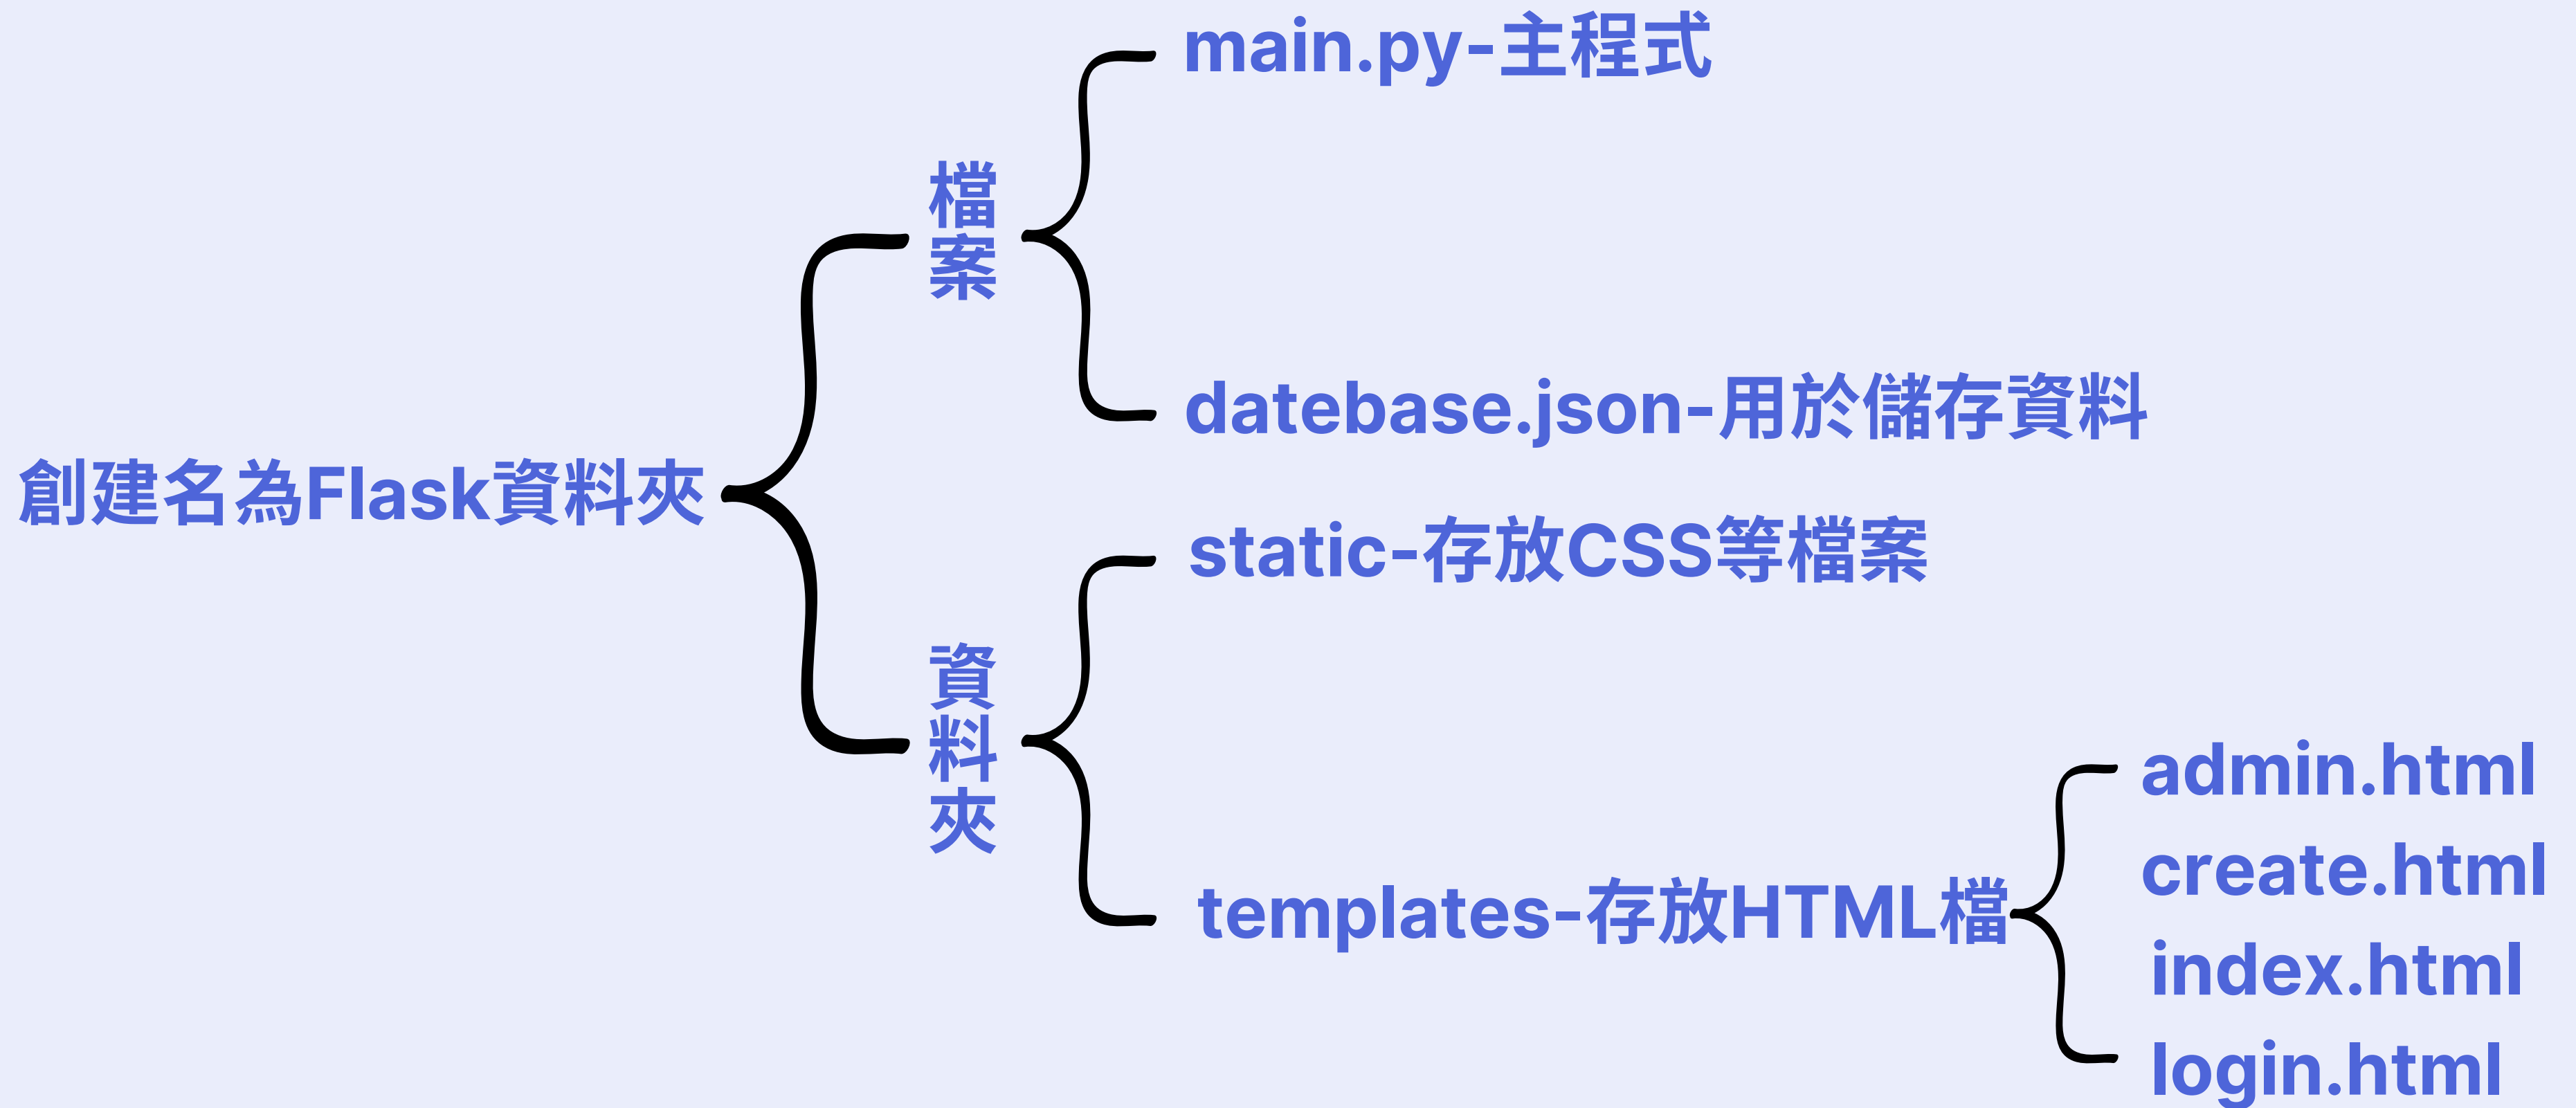 創建名為Flask資料夾
檔案
main.py-主程式
datebase.json-用於儲存資料
資料夾
static-存放CSS等檔案
templates-存放HTML檔
admin.html
create.html
index.html
login.html